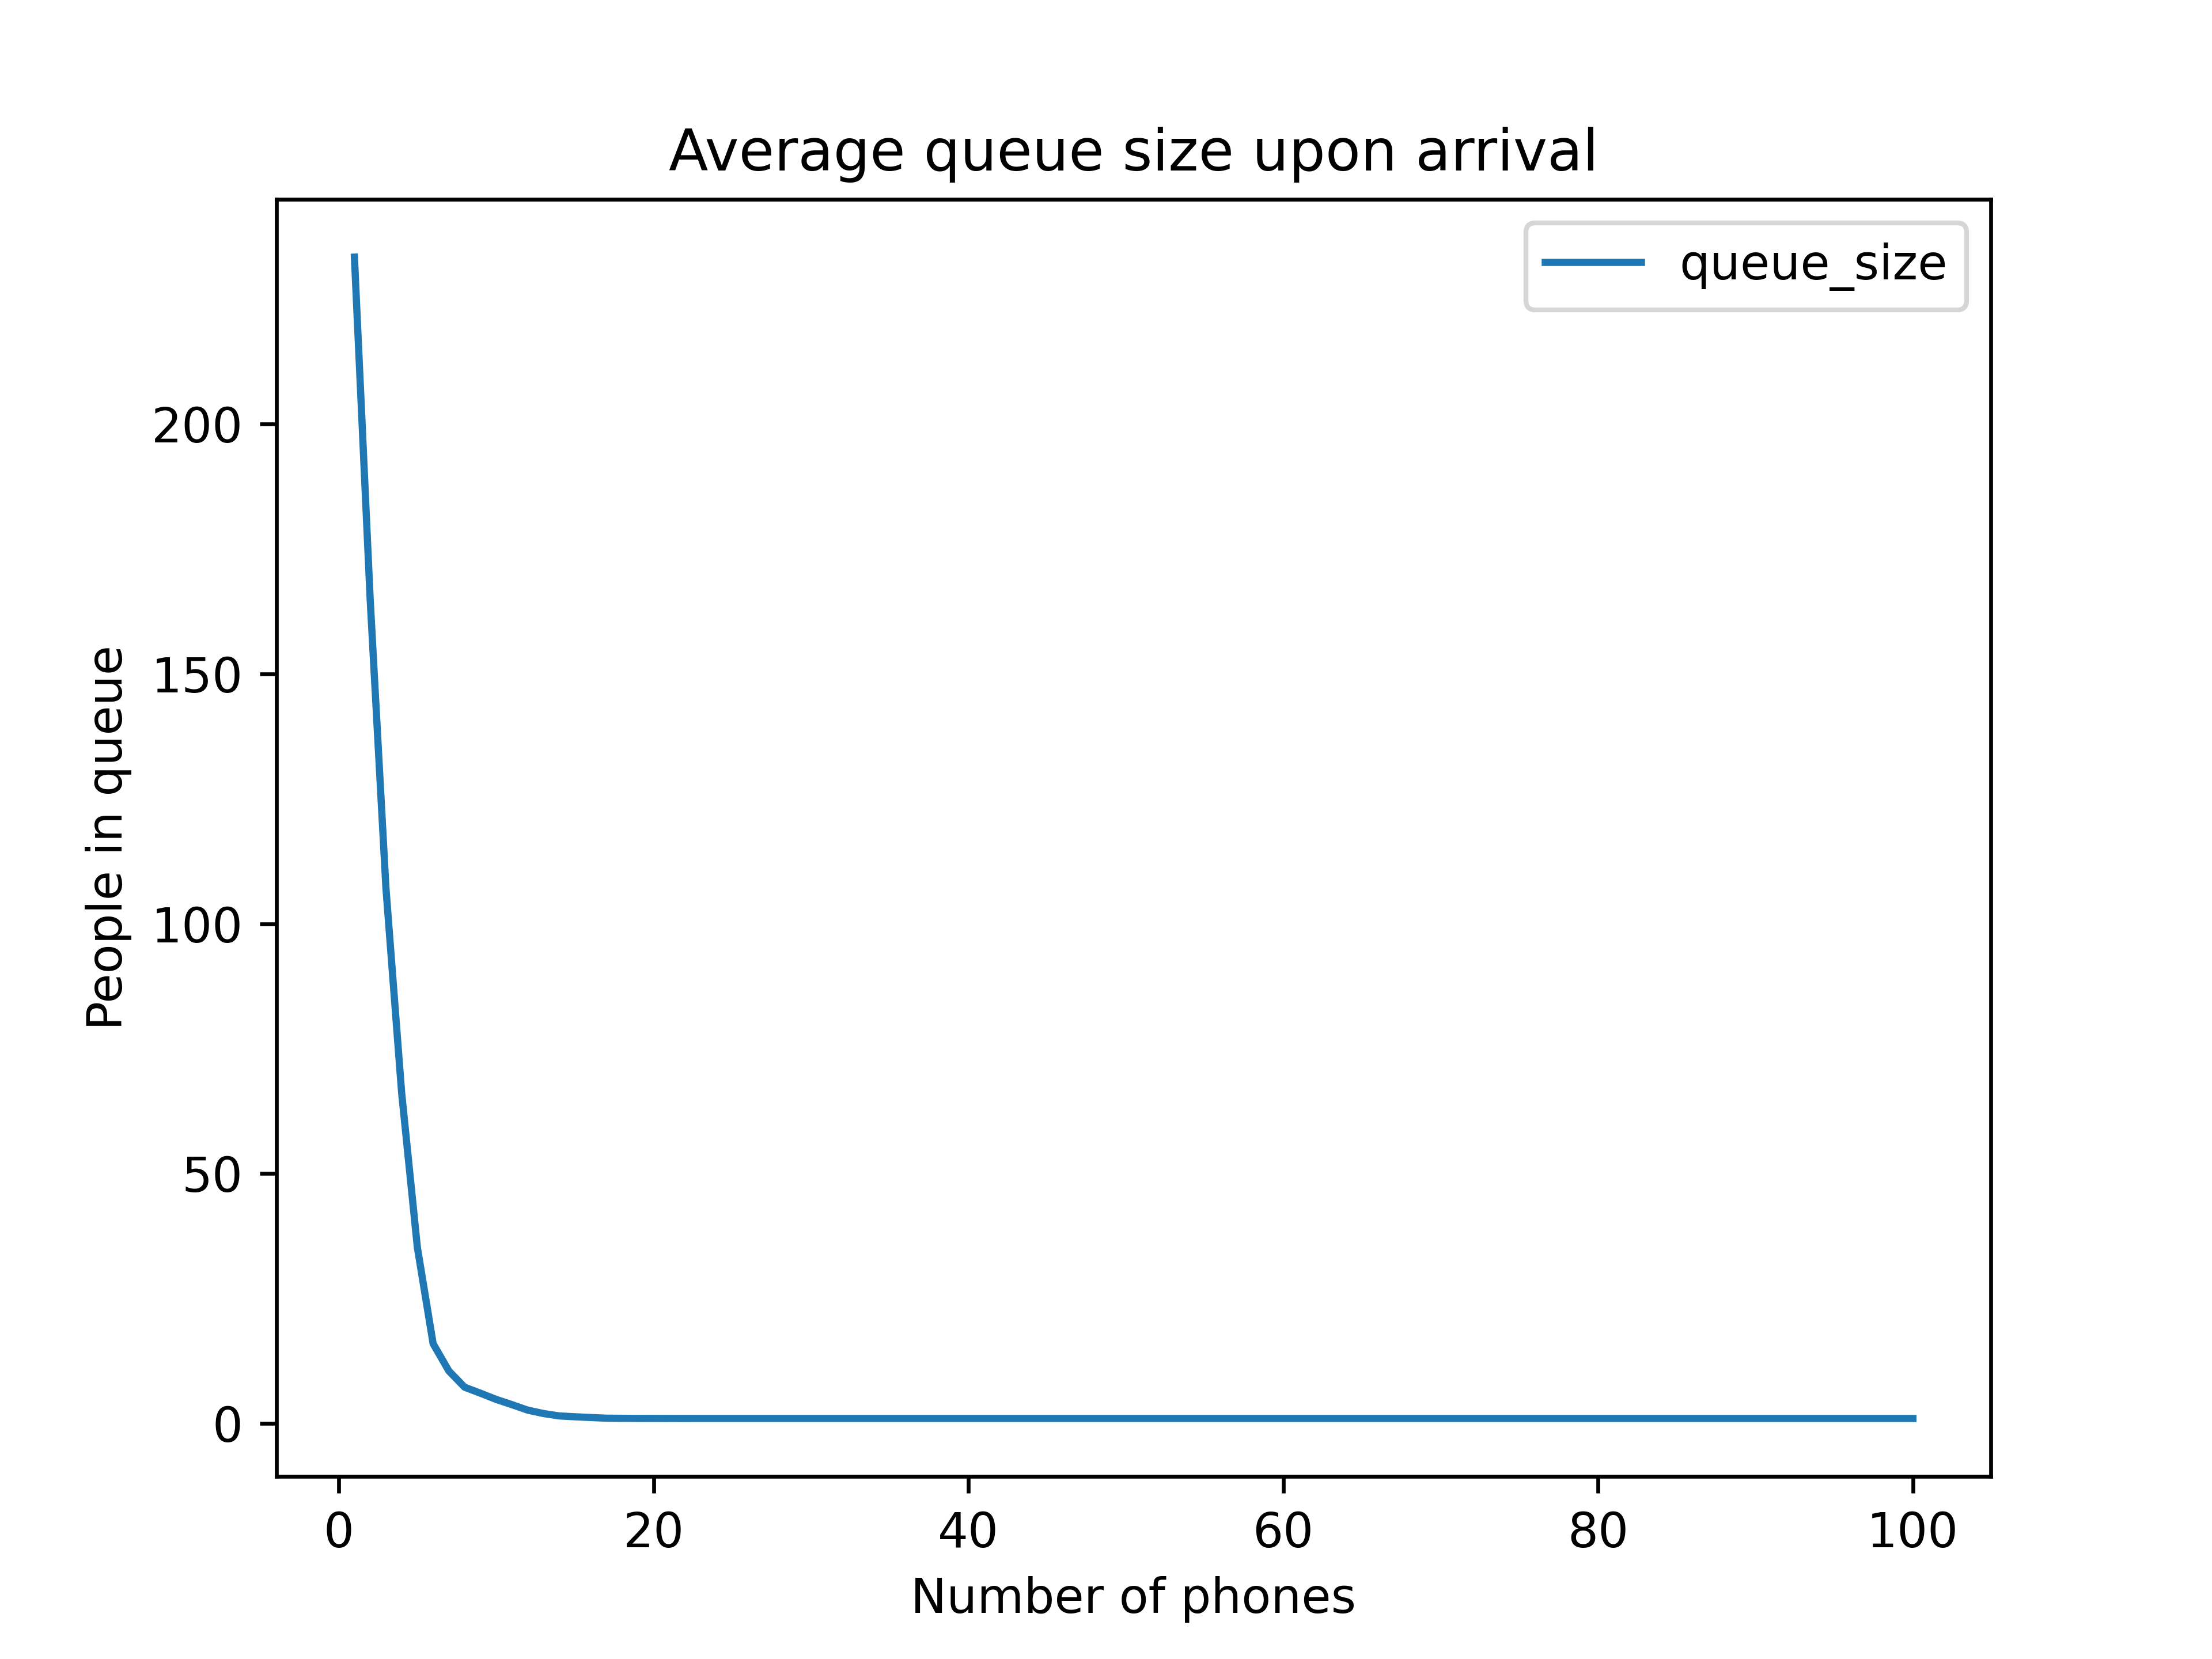 Average queue size upon arrival
queue_size
People in queue
200
150
100
50
0
0 20 40 60 80 100
Number of phones